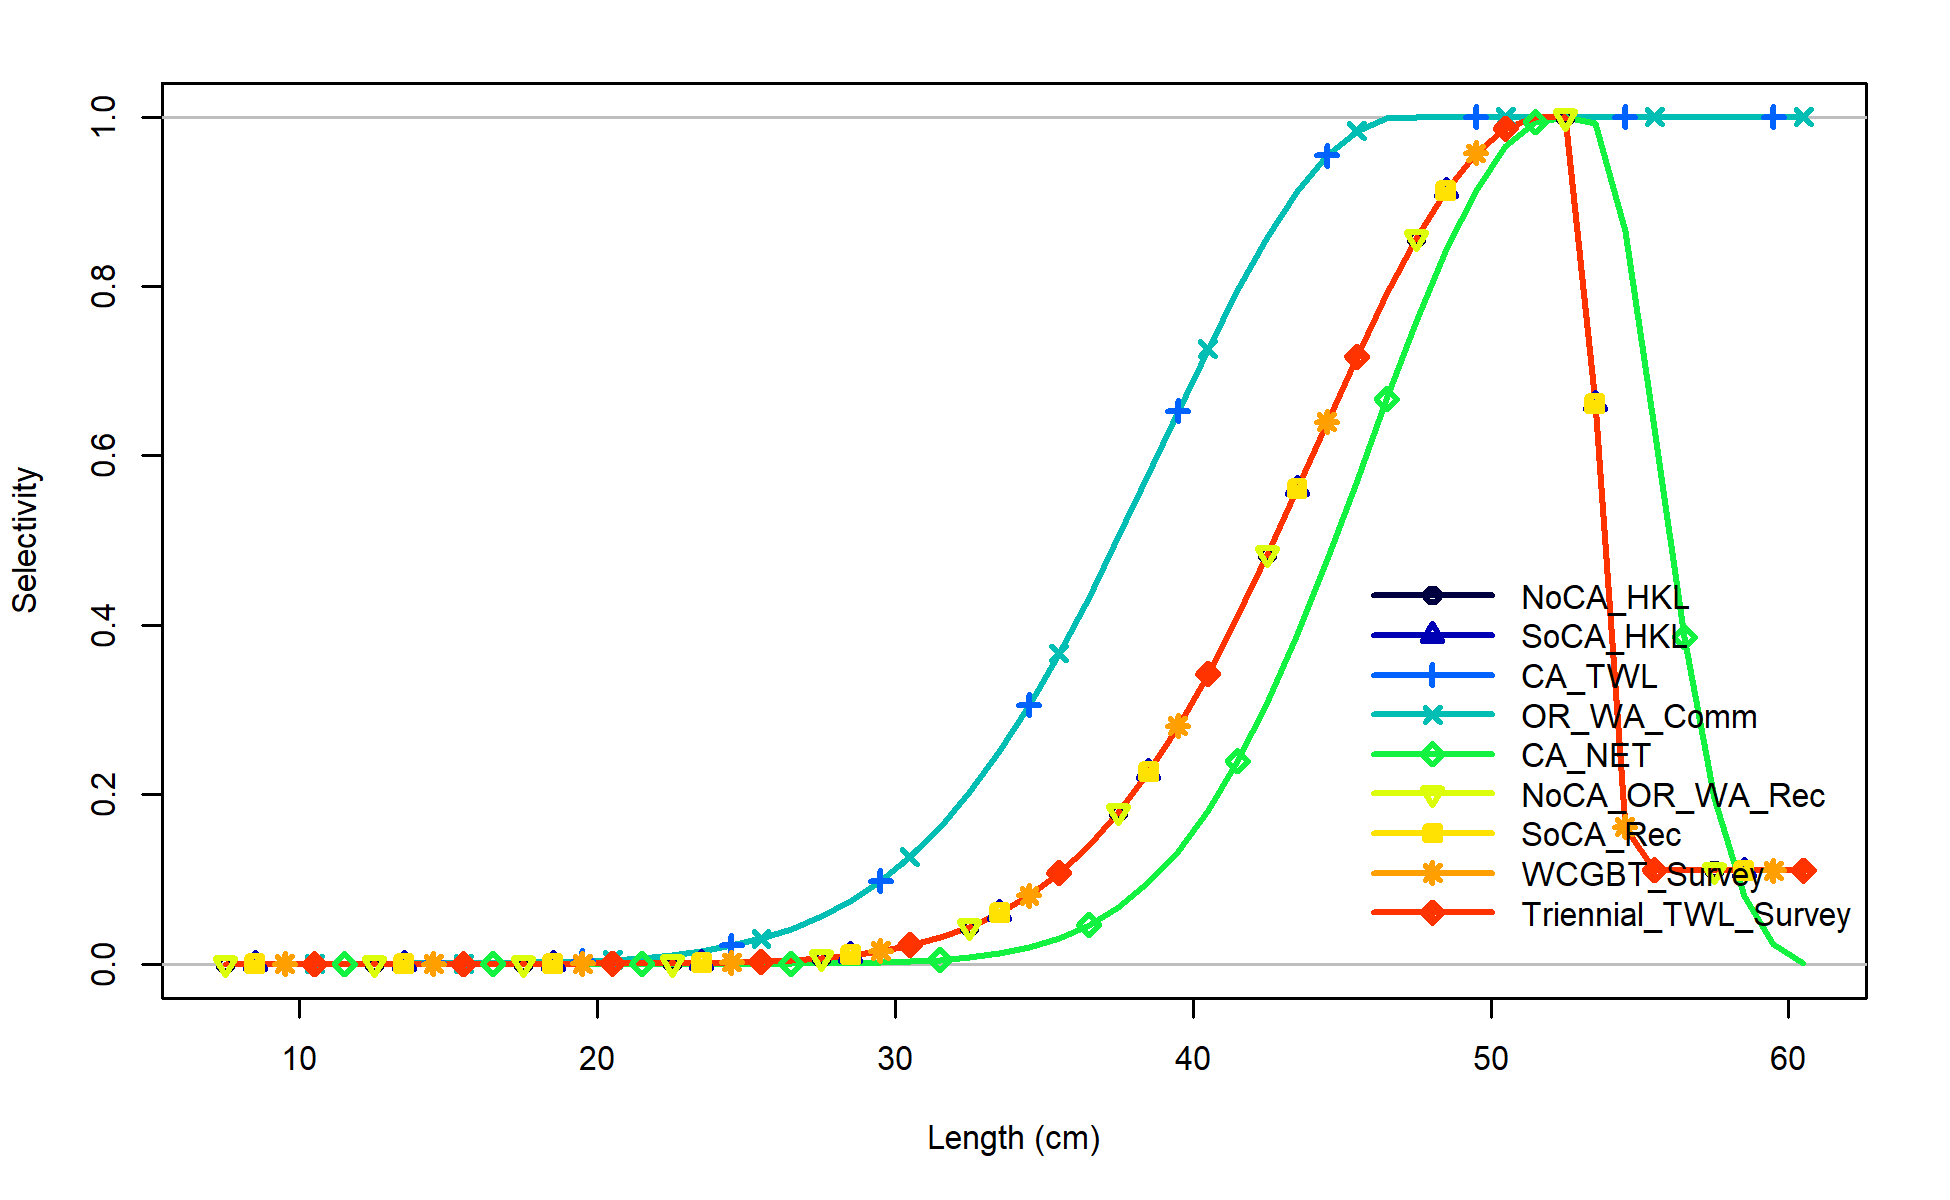 1.0
0.8
0.6
0.4
0.2
0.0
Selectivity
NoCA_HKL
SoCA_HKL
CA_TWL
OR_WA_Comm
CA_NET
NoCA_OR_WA_Rec
SoCA_Rec
WCGBT_Survey
Triennial_TWL_Survey
10 20 30 40 50 60
Length (cm)